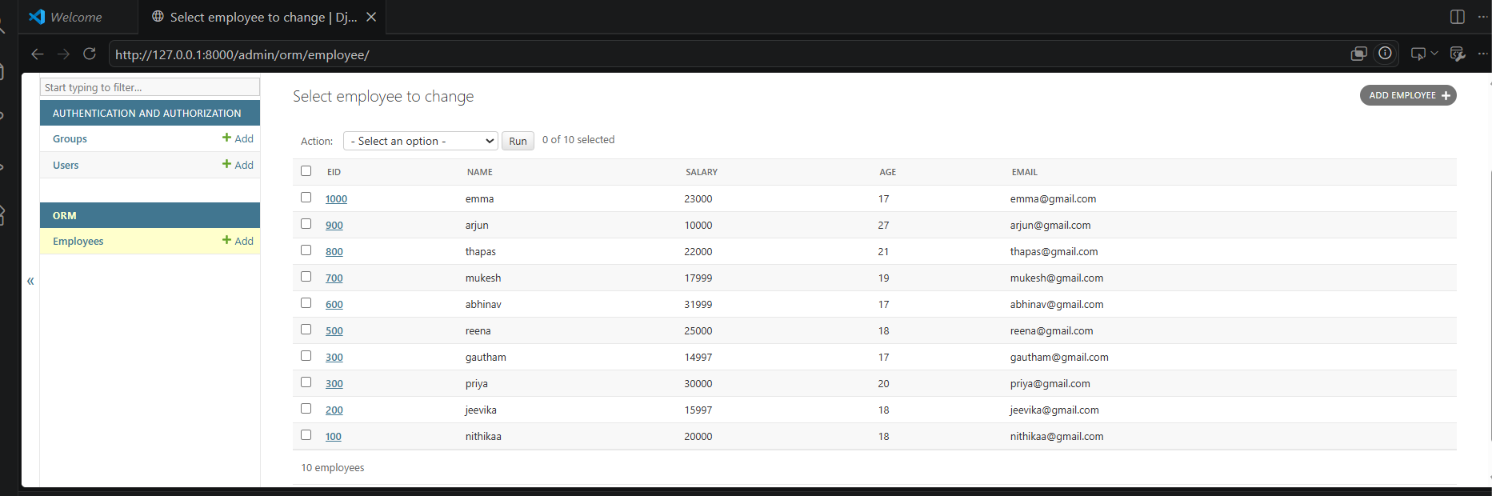 Welcome
Select employee to change | Dj...
http://127.0.0.1:8000/admin/orm/employee/
Start typing to filter...
AUTHENTICATION AND AUTHORIZATION
Groups + Add
Users + Add
ORM
Employees + Add
«
Select employee to change
ADD EMPLOYEE +
Action: - Select an option - Run 0 of 10 selected
EID NAME SALARY AGE EMAIL
1000 emma 23000 17 emma@gmail.com
900 arjun 10000 27 arjun@gmail.com
800 thapas 22000 21 thapas@gmail.com
700 mukesh 17999 19 mukesh@gmail.com
600 abhinav 31999 17 abhinav@gmail.com
500 reena 25000 18 reena@gmail.com
300 gautham 14997 17 gautham@gmail.com
300 priya 30000 20 priya@gmail.com
200 jeevika 15997 18 jeevika@gmail.com
100 nithikaa 20000 18 nithikaa@gmail.com
10 employees